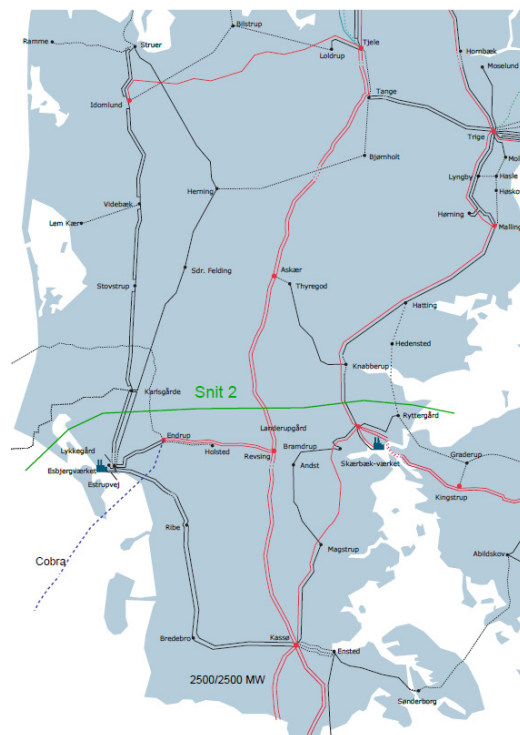 Bilstrup
Ramme
Struer
Tjele
Loldrup
Hornbæk
Moselund
Idomlund
Tange
Trige
Bjørnholt
Mol
Lyngby
Hasle
Herning
Høsko
Videbæk
Hørning
Lem Kær
Malling
Sdr. Felding
Askær
Stovstrup
Thyregod
Hatting
Hedensted
Knabberup
Karlsgårde
Snit 2
Ryttergård
Landerupgård
Endrup
Lykkegård
Holsted
Bramdrup
Revsing
Esbjergværket
Andst
Skærbæk-værket
Graderup
Estrupvej
Kingstrup
Ribe
Cobra
Magstrup
Abildskov
Bredebro
Kassø
Ensted
2500/2500 MW
Sønderborg